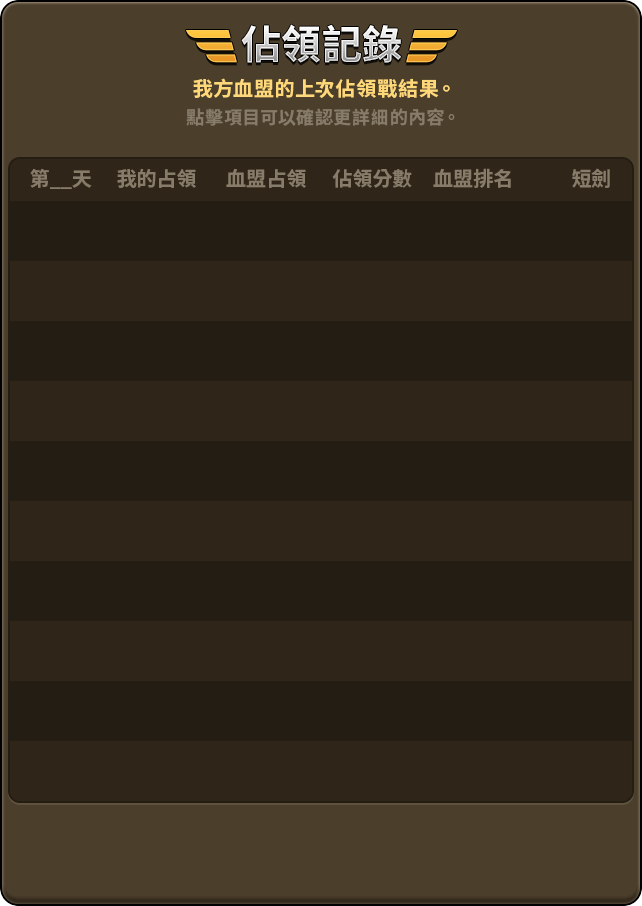 佔領記錄
我方血盟的上次佔領戰結果。
點擊項目可以確認更詳細的內容。
第__天 我的占領 血盟占領 佔領分數 血盟排名 短劍